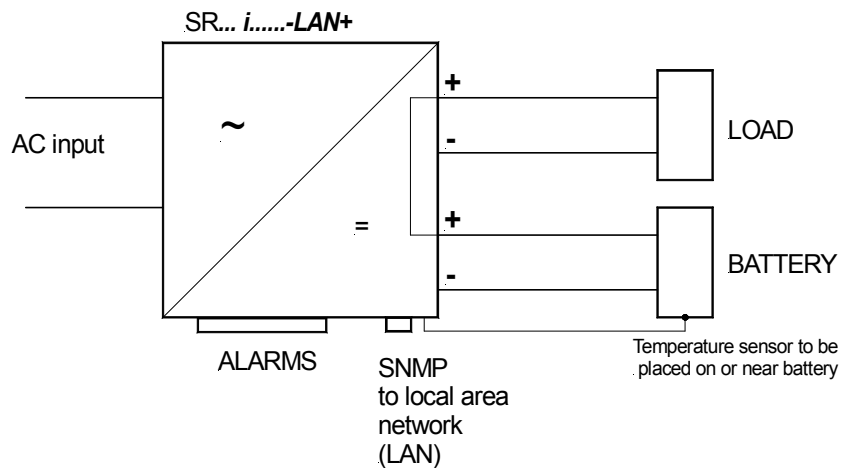 SR... i......-LAN+
+
~
-
AC input
LOAD
+
=
-
BATTERY
ALARMS
SNMP
to local area
network
(LAN)
Temperature sensor to be
placed on or near battery